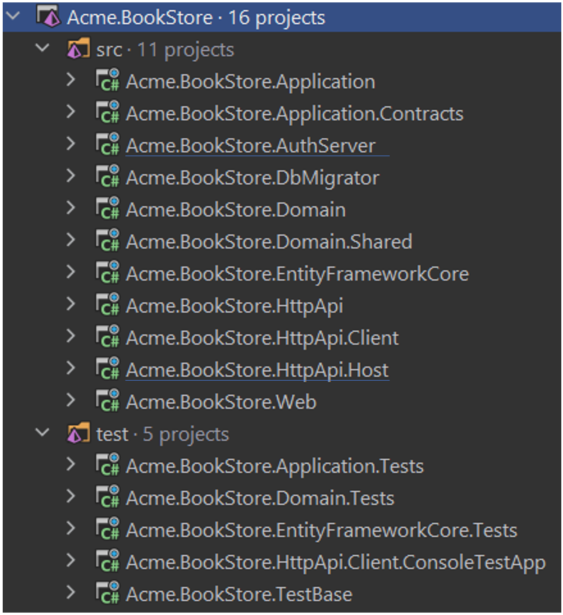 Acme.BookStore · 16 projects
src · 11 projects
C# Acme.BookStore.Application
C# Acme.BookStore.Application.Contracts
C# Acme.BookStore.AuthServer
C# Acme.BookStore.DbMigrator
C# Acme.BookStore.Domain
C# Acme.BookStore.Domain.Shared
C# Acme.BookStore.EntityFrameworkCore
C# Acme.BookStore.HttpApi
C# Acme.BookStore.HttpApi.Client
C# Acme.BookStore.HttpApi.Host
C# Acme.BookStore.Web
test · 5 projects
C# Acme.BookStore.Application.Tests
C# Acme.BookStore.Domain.Tests
C# Acme.BookStore.EntityFrameworkCore.Tests
C# Acme.BookStore.HttpApi.Client.ConsoleTestApp
C# Acme.BookStore.TestBase